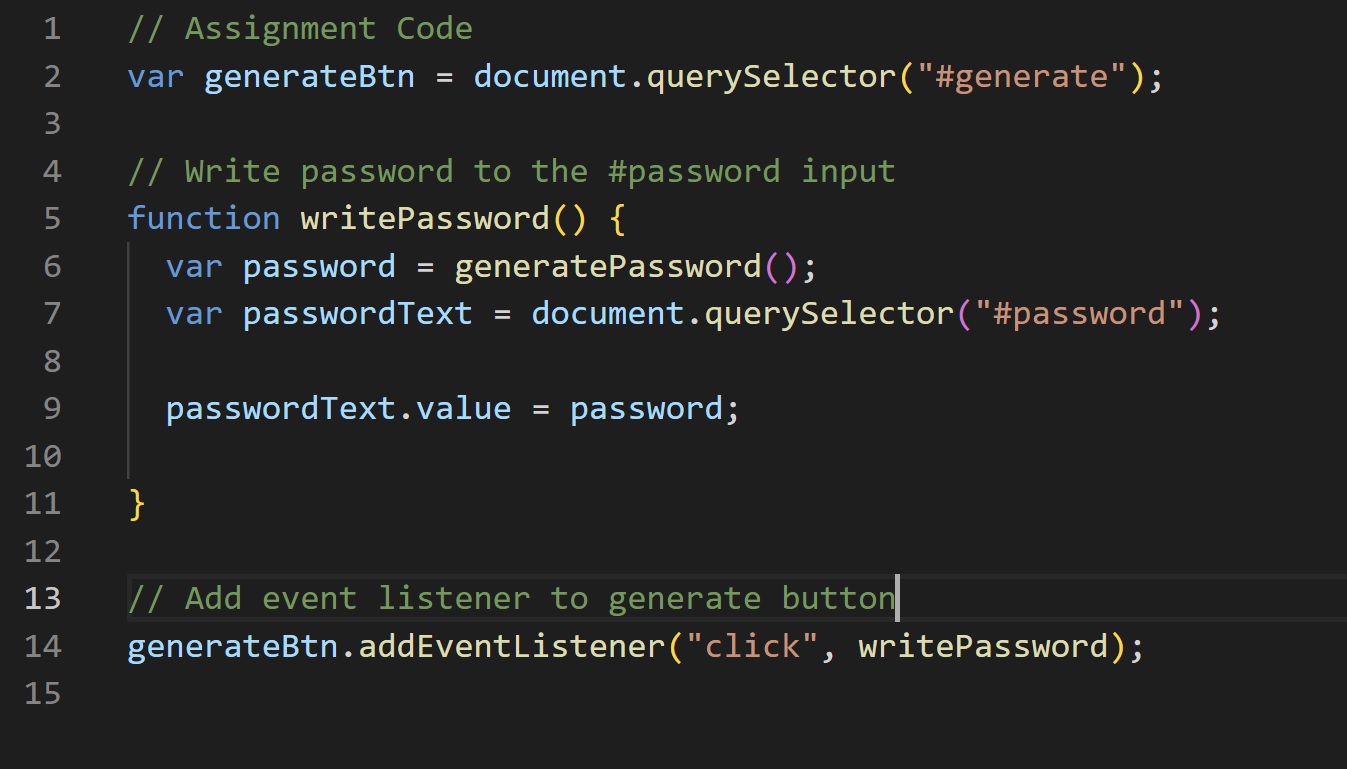 1 // Assignment Code
2 var generateBtn = document.querySelector("#generate");
3
4 // Write password to the #password input
5 function writePassword() {
6   var password = generatePassword();
7   var passwordText = document.querySelector("#password");
8
9   passwordText.value = password;
10
11 }
12
13 // Add event listener to generate button
14 generateBtn.addEventListener("click", writePassword);
15